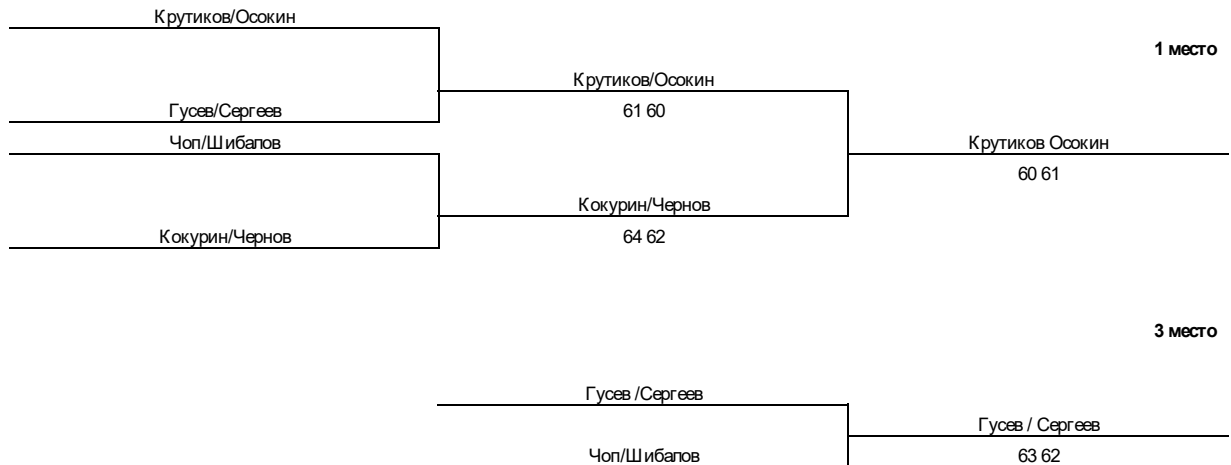 Крутиков/Осокин
1 место
Крутиков/Осокин
Гусев/Сергеев
61 60
Чоп/Шибалов
Крутиков Осокин
60 61
Кокурин/Чернов
Кокурин/Чернов
64 62
3 место
Гусев /Сергеев
Гусев / Сергеев
Чоп/Шибалов
63 62